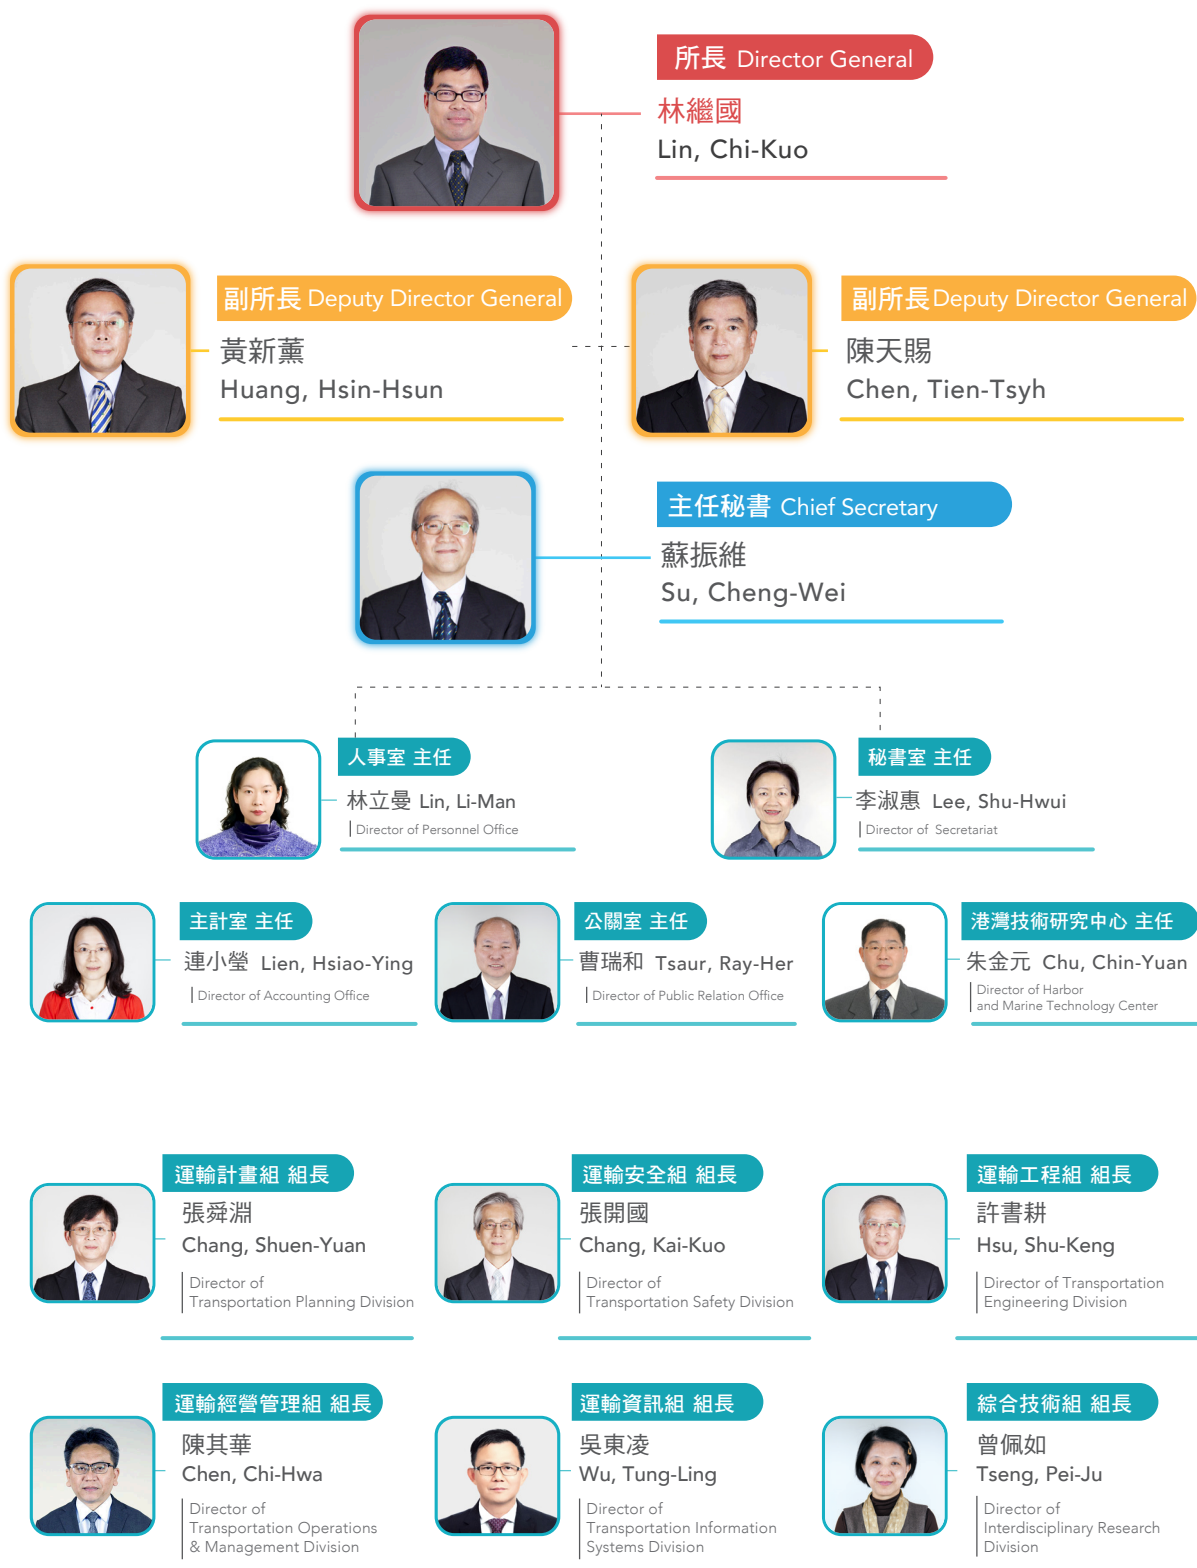 所長 Director General
林繼國
Lin, Chi-Kuo
副所長 Deputy Director General
黃新薰
Huang, Hsin-Hsun
副所長 Deputy Director General
陳天賜
Chen, Tien-Tsyh
主任秘書 Chief Secretary
蘇振維
Su, Cheng-Wei
人事室 主任
林立曼 Lin, Li-Man
Director of Personnel Office
秘書室 主任
李淑惠 Lee, Shu-Hwui
Director of Secretariat
主計室 主任
連小瑩 Lien, Hsiao-Ying
Director of Accounting Office
公關室 主任
曹瑞和 Tsaur, Ray-Her
Director of Public Relation Office
港灣技術研究中心 主任
朱金元 Chu, Chin-Yuan
Director of Harbor
and Marine Technology Center
運輸計畫組 組長
張舜淵
Chang, Shuen-Yuan
Director of
Transportation Planning Division
運輸安全組 組長
張開國
Chang, Kai-Kuo
Director of
Transportation Safety Division
運輸工程組 組長
許書耕
Hsu, Shu-Keng
Director of Transportation
Engineering Division
運輸經營管理組 組長
陳其華
Chen, Chi-Hwa
Director of
Transportation Operations
& Management Division
運輸資訊組 組長
吳東凌
Wu, Tung-Ling
Director of
Transportation Information
Systems Division
綜合技術組 組長
曾佩如
Tseng, Pei-Ju
Director of
Interdisciplinary Research
Division